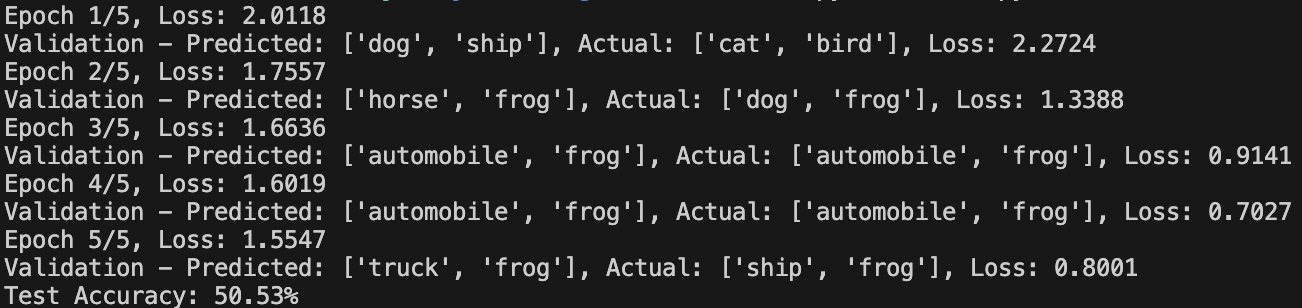 Epoch 1/5, Loss: 2.0118
Validation – Predicted: ['dog', 'ship'], Actual: ['cat', 'bird'], Loss: 2.2724
Epoch 2/5, Loss: 1.7557
Validation – Predicted: ['horse', 'frog'], Actual: ['dog', 'frog'], Loss: 1.3388
Epoch 3/5, Loss: 1.6636
Validation – Predicted: ['automobile', 'frog'], Actual: ['automobile', 'frog'], Loss: 0.9141
Epoch 4/5, Loss: 1.6019
Validation – Predicted: ['automobile', 'frog'], Actual: ['automobile', 'frog'], Loss: 0.7027
Epoch 5/5, Loss: 1.5547
Validation – Predicted: ['truck', 'frog'], Actual: ['ship', 'frog'], Loss: 0.8001
Test Accuracy: 50.53%